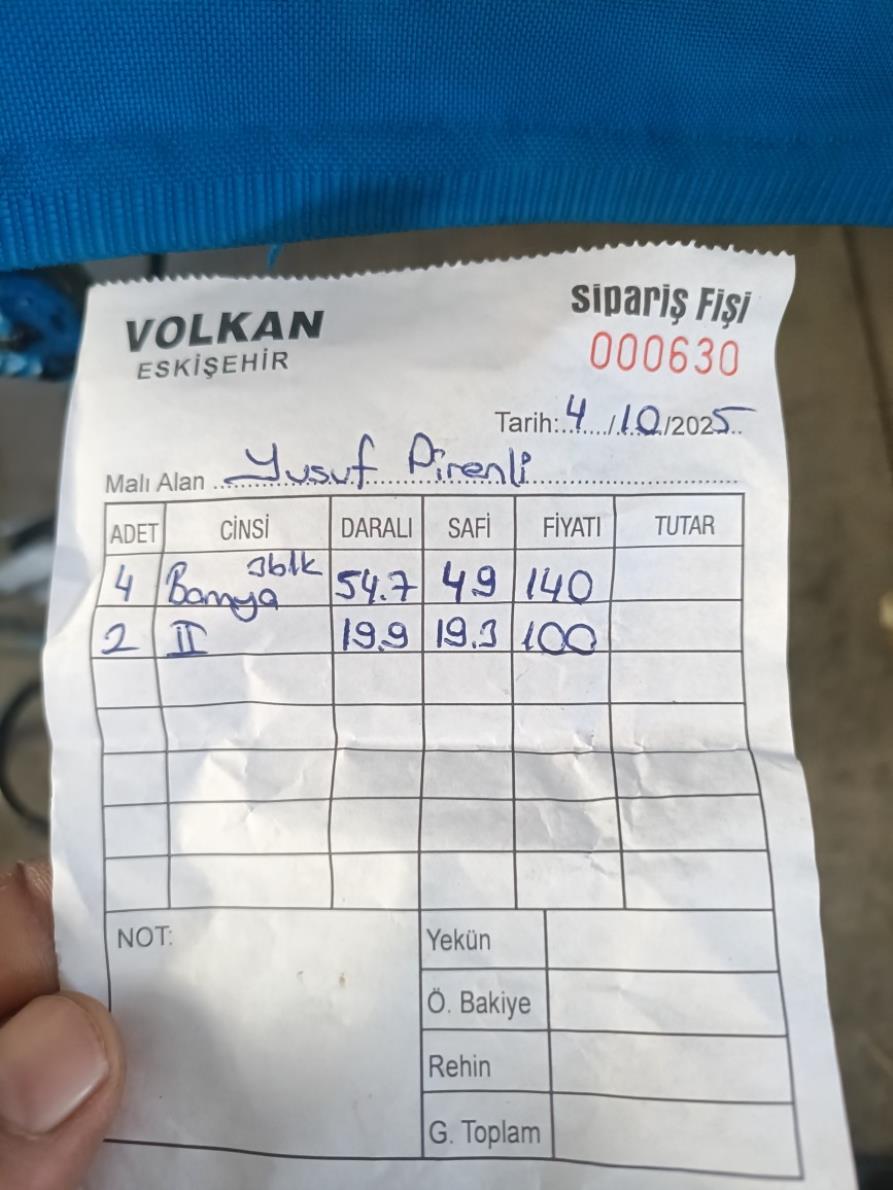 VOLKAN
ESKİŞEHİR
Sipariş Fişi
000630
Tarih: 4/10/2025
Malı Alan Yusuf Pirenli
ADET CİNSİ DARALI SAFİ FİYATI TUTAR
4 Bamya 3blk 54.7 49 140
2 II 19.9 19.3 100
NOT:
Yekün
Ö. Bakiye
Rehin
G. Toplam